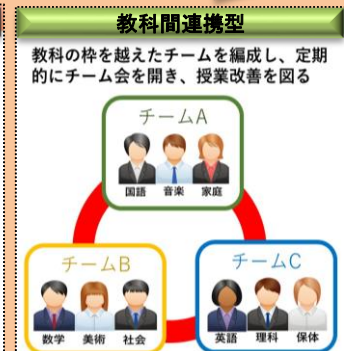 教科間連携型
教科の枠を越えたチームを編成し、定期
的にチーム会を開き、授業改善を図る
チームA
国語 音楽 家庭
チームB
数学 美術 社会
チームC
英語 理科 保体